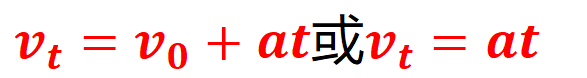 vₜ = v₀ + at或vₜ = at